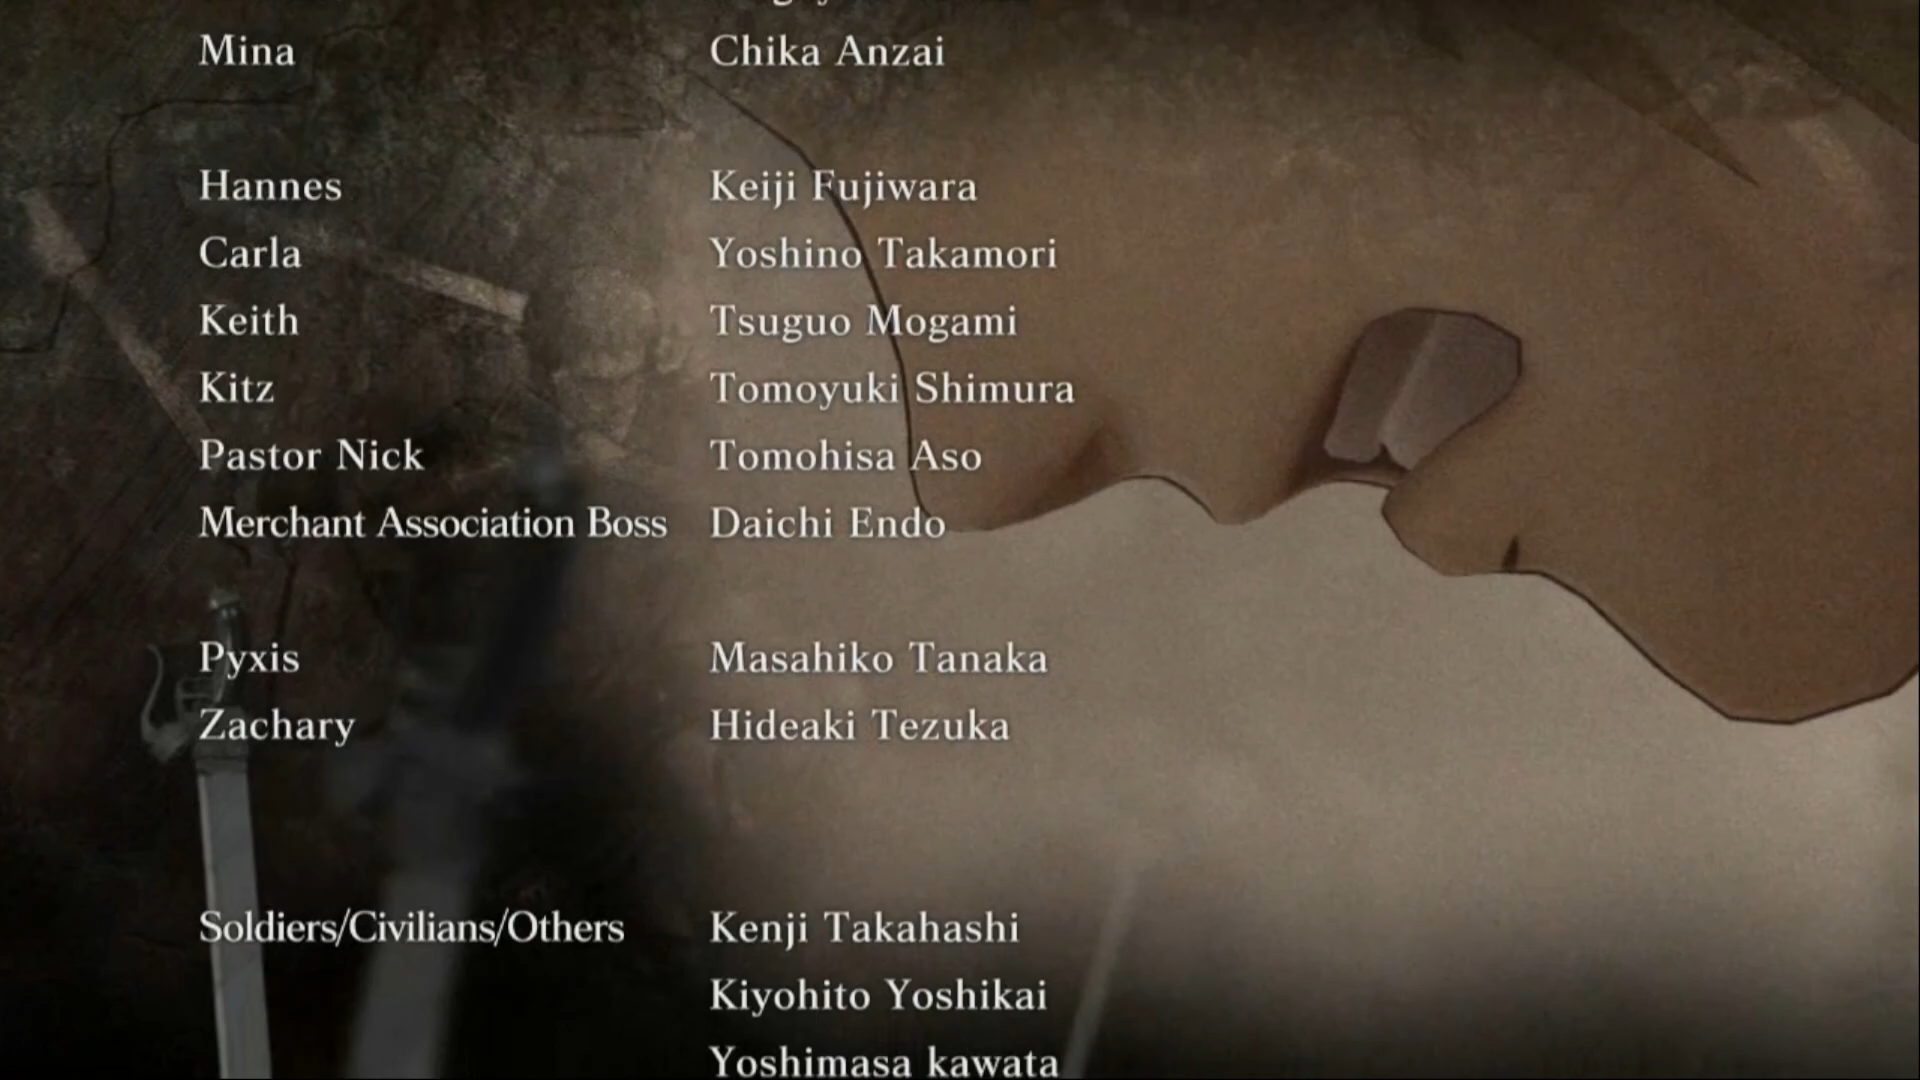 Mina Chika Anzai
Hannes Keiji Fujiwara
Carla Yoshino Takamori
Keith Tsuguo Mogami
Kitz Tomoyuki Shimura
Pastor Nick Tomohisa Aso
Merchant Association Boss Daichi Endo
Pyxis Masahiko Tanaka
Zachary Hideaki Tezuka
Soldiers/Civilians/Others Kenji Takahashi
Kiyohito Yoshikai
Yoshimasa kawata